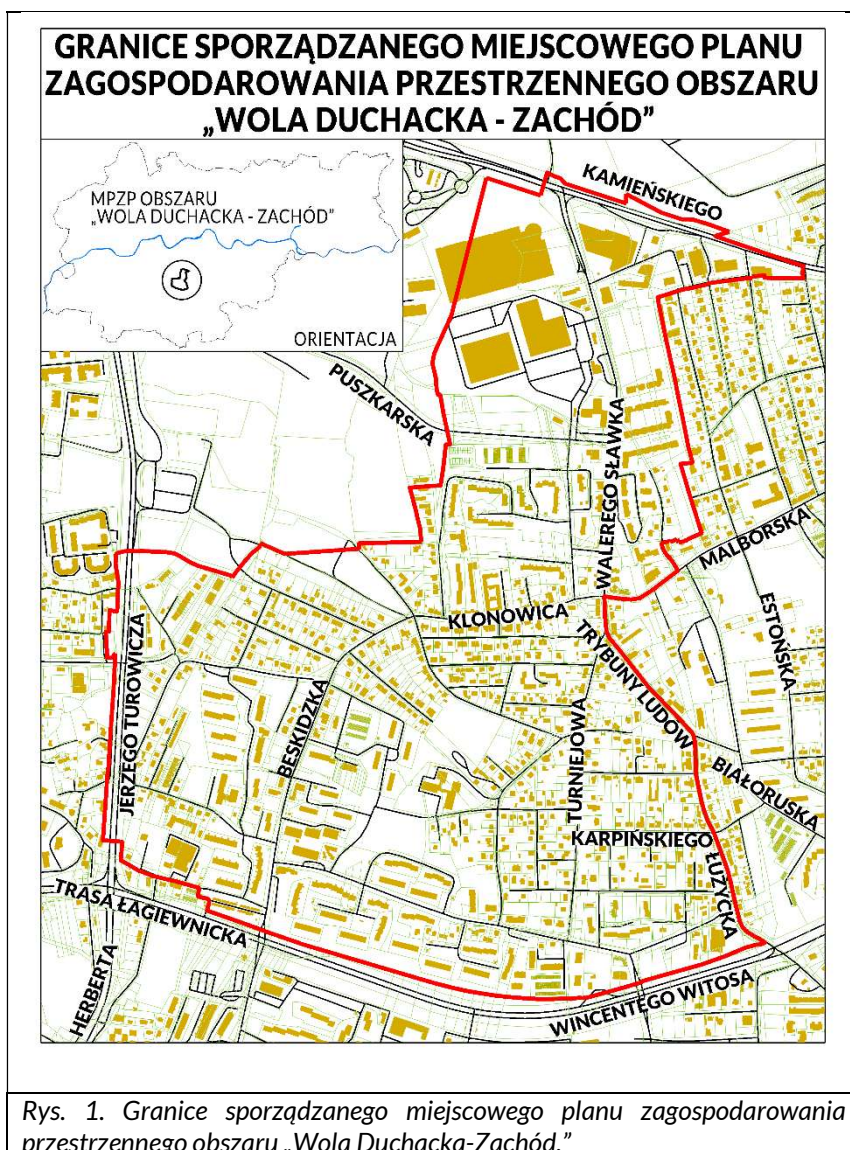 GRANICE SPORZĄDZANEGO MIEJSCOWEGO PLANU
ZAGOSPODAROWANIA PRZESTRZENNEGO OBSZARU
„WOLA DUCHACKA - ZACHÓD”
MPZP OBSZARU
„WOLA DUCHACKA - ZACHÓD”
ORIENTACJA
KAMIEŃSKIEGO
PUSZKARSKA
WALEREGO SŁAWKA
MALBORSKA
KLONOWICA
TRYBUNY LUDÓW
ESTOŃSKA
JERZEGO TUROWICZA
BESKIDZKA
TURNIEJOWA
BIAŁORUSKA
KARPIŃSKIEGO
ŁUŻYCKA
TRASA ŁAGIEWNICKA
HERBERTA
WINCENTEGO WITOSA
Rys. 1. Granice sporządzanego miejscowego planu zagospodarowania
przestrzennego obszaru „Wola Duchacka-Zachód.”